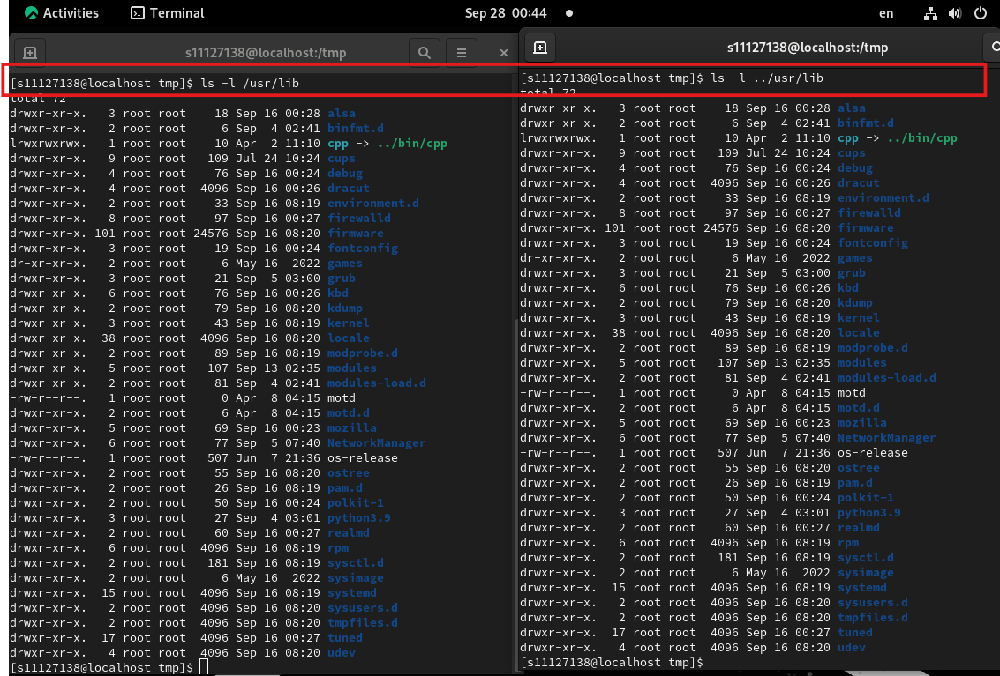 Activities Terminal Sep 28 00:44 en
s11127138@localhost:/tmp
[s11127138@localhost tmp]$ ls -l /usr/lib
total 72
drwxr-xr-x. 3 root root 18 Sep 16 00:28 alsa
drwxr-xr-x. 2 root root 6 Sep 4 02:41 binfmt.d
lrwxrwxrwx. 1 root root 10 Apr 2 11:10 cpp -> ../bin/cpp
drwxr-xr-x. 9 root root 109 Jul 24 10:24 cups
drwxr-xr-x. 4 root root 76 Sep 16 00:24 debug
drwxr-xr-x. 4 root root 4096 Sep 16 00:26 dracut
drwxr-xr-x. 2 root root 33 Sep 16 08:19 environment.d
drwxr-xr-x. 8 root root 97 Sep 16 00:27 firewalld
drwxr-xr-x. 101 root root 24576 Sep 16 08:20 firmware
drwxr-xr-x. 3 root root 19 Sep 16 00:24 fontconfig
dr-xr-xr-x. 2 root root 6 May 16 2022 games
drwxr-xr-x. 3 root root 21 Sep 5 03:00 grub
drwxr-xr-x. 6 root root 76 Sep 16 00:26 kbd
drwxr-xr-x. 2 root root 79 Sep 16 08:20 kdump
drwxr-xr-x. 3 root root 43 Sep 16 08:19 kernel
drwxr-xr-x. 38 root root 4096 Sep 16 08:20 locale
drwxr-xr-x. 2 root root 89 Sep 16 08:19 modprobe.d
drwxr-xr-x. 5 root root 107 Sep 13 02:35 modules
drwxr-xr-x. 2 root root 81 Sep 4 02:41 modules-load.d
-rw-r--r--. 1 root root 0 Apr 8 04:15 motd
drwxr-xr-x. 2 root root 6 Apr 8 04:15 motd.d
drwxr-xr-x. 5 root root 69 Sep 16 00:23 mozilla
drwxr-xr-x. 6 root root 77 Sep 5 07:40 NetworkManager
-rw-r--r--. 1 root root 507 Jun 7 21:36 os-release
drwxr-xr-x. 2 root root 55 Sep 16 08:20 ostree
drwxr-xr-x. 2 root root 26 Sep 16 08:19 pam.d
drwxr-xr-x. 2 root root 50 Sep 16 00:24 polkit-1
drwxr-xr-x. 3 root root 27 Sep 4 03:01 python3.9
drwxr-xr-x. 2 root root 60 Sep 16 00:27 realmd
drwxr-xr-x. 6 root root 4096 Sep 16 08:19 rpm
drwxr-xr-x. 2 root root 181 Sep 16 08:19 sysctl.d
drwxr-xr-x. 2 root root 6 May 16 2022 sysimage
drwxr-xr-x. 15 root root 4096 Sep 16 08:19 systemd
drwxr-xr-x. 2 root root 4096 Sep 16 08:20 sysusers.d
drwxr-xr-x. 2 root root 4096 Sep 16 08:20 tmpfiles.d
drwxr-xr-x. 17 root root 4096 Sep 16 00:27 tuned
drwxr-xr-x. 4 root root 4096 Sep 16 08:20 udev
[s11127138@localhost tmp]$
s11127138@localhost:/tmp
[s11127138@localhost tmp]$ ls -l ../usr/lib
total 72
drwxr-xr-x. 3 root root 18 Sep 16 00:28 alsa
drwxr-xr-x. 2 root root 6 Sep 4 02:41 binfmt.d
lrwxrwxrwx. 1 root root 10 Apr 2 11:10 cpp -> ../bin/cpp
drwxr-xr-x. 9 root root 109 Jul 24 10:24 cups
drwxr-xr-x. 4 root root 76 Sep 16 00:24 debug
drwxr-xr-x. 4 root root 4096 Sep 16 00:26 dracut
drwxr-xr-x. 2 root root 33 Sep 16 08:19 environment.d
drwxr-xr-x. 8 root root 97 Sep 16 00:27 firewalld
drwxr-xr-x. 101 root root 24576 Sep 16 08:20 firmware
drwxr-xr-x. 3 root root 19 Sep 16 00:24 fontconfig
dr-xr-xr-x. 2 root root 6 May 16 2022 games
drwxr-xr-x. 3 root root 21 Sep 5 03:00 grub
drwxr-xr-x. 6 root root 76 Sep 16 00:26 kbd
drwxr-xr-x. 2 root root 79 Sep 16 08:20 kdump
drwxr-xr-x. 3 root root 43 Sep 16 08:19 kernel
drwxr-xr-x. 38 root root 4096 Sep 16 08:20 locale
drwxr-xr-x. 2 root root 89 Sep 16 08:19 modprobe.d
drwxr-xr-x. 5 root root 107 Sep 13 02:35 modules
drwxr-xr-x. 2 root root 81 Sep 4 02:41 modules-load.d
-rw-r--r--. 1 root root 0 Apr 8 04:15 motd
drwxr-xr-x. 2 root root 6 Apr 8 04:15 motd.d
drwxr-xr-x. 5 root root 69 Sep 16 00:23 mozilla
drwxr-xr-x. 6 root root 77 Sep 5 07:40 NetworkManager
-rw-r--r--. 1 root root 507 Jun 7 21:36 os-release
drwxr-xr-x. 2 root root 55 Sep 16 08:20 ostree
drwxr-xr-x. 2 root root 26 Sep 16 08:19 pam.d
drwxr-xr-x. 2 root root 50 Sep 16 00:24 polkit-1
drwxr-xr-x. 3 root root 27 Sep 4 03:01 python3.9
drwxr-xr-x. 2 root root 60 Sep 16 00:27 realmd
drwxr-xr-x. 6 root root 4096 Sep 16 08:19 rpm
drwxr-xr-x. 2 root root 181 Sep 16 08:19 sysctl.d
drwxr-xr-x. 2 root root 6 May 16 2022 sysimage
drwxr-xr-x. 15 root root 4096 Sep 16 08:19 systemd
drwxr-xr-x. 2 root root 4096 Sep 16 08:20 sysusers.d
drwxr-xr-x. 2 root root 4096 Sep 16 08:20 tmpfiles.d
drwxr-xr-x. 17 root root 4096 Sep 16 00:27 tuned
drwxr-xr-x. 4 root root 4096 Sep 16 08:20 udev
[s11127138@localhost tmp]$